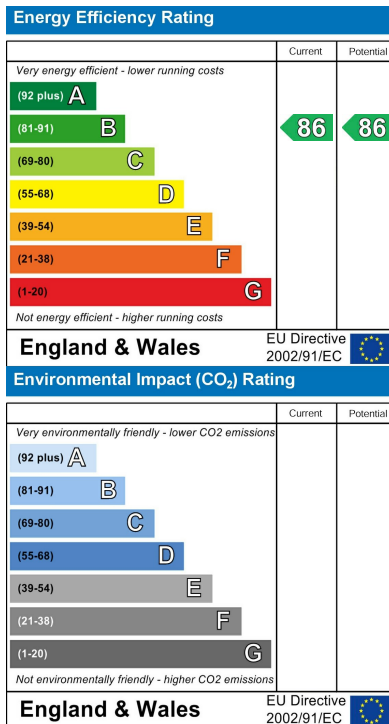 Energy Efficiency Rating
Current Potential
Very energy efficient - lower running costs
(92 plus) A
(81-91) B 86 86
(69-80) C
(55-68) D
(39-54) E
(21-38) F
(1-20) G
Not energy efficient - higher running costs
England & Wales EU Directive 2002/91/EC
Environmental Impact (CO₂) Rating
Current Potential
Very environmentally friendly - lower CO2 emissions
(92 plus) A
(81-91) B
(69-80) C
(55-68) D
(39-54) E
(21-38) F
(1-20) G
Not environmentally friendly - higher CO2 emissions
England & Wales EU Directive 2002/91/EC